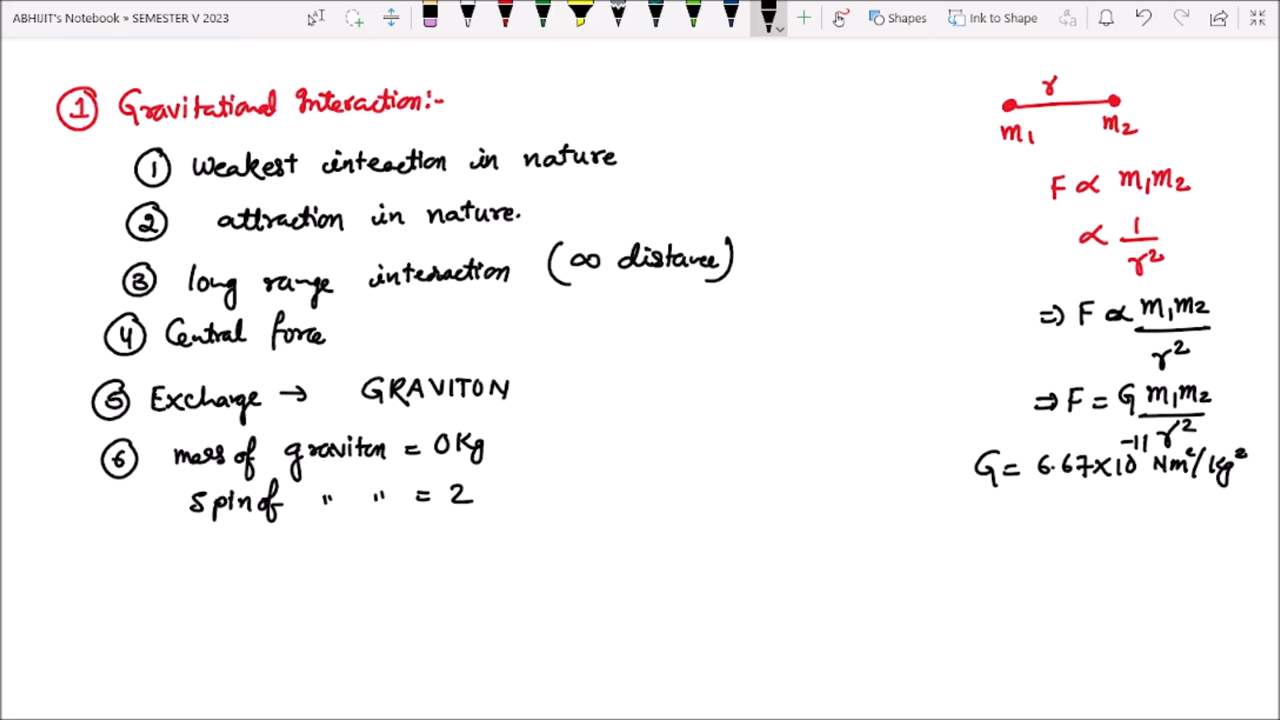 ABHIJIT's Notebook » SEMESTER V 2023
Shapes
Ink to Shape
① Gravitational Interaction:-
① Weakest inteaction in nature
② attraction in nature.
③ long range interaction (∞ distance)
④ Central force
⑤ Exchange → GRAVITON
⑥ mass of graviton = 0 Kg
Spin of " " = 2
r
m₁ m₂
F ∝ m₁m₂
∝ 1/r²
⇒ F ∝ m₁m₂/r²
⇒ F = G m₁m₂/r²
G = 6.67×10⁻¹¹ Nm²/Kg²